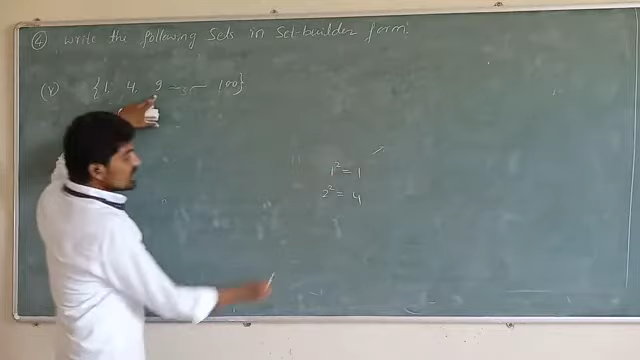 ④ Write the following Sets in Set-builder form.
(v) {1, 4, 9 ----- 100}
1² = 1
2² = 4